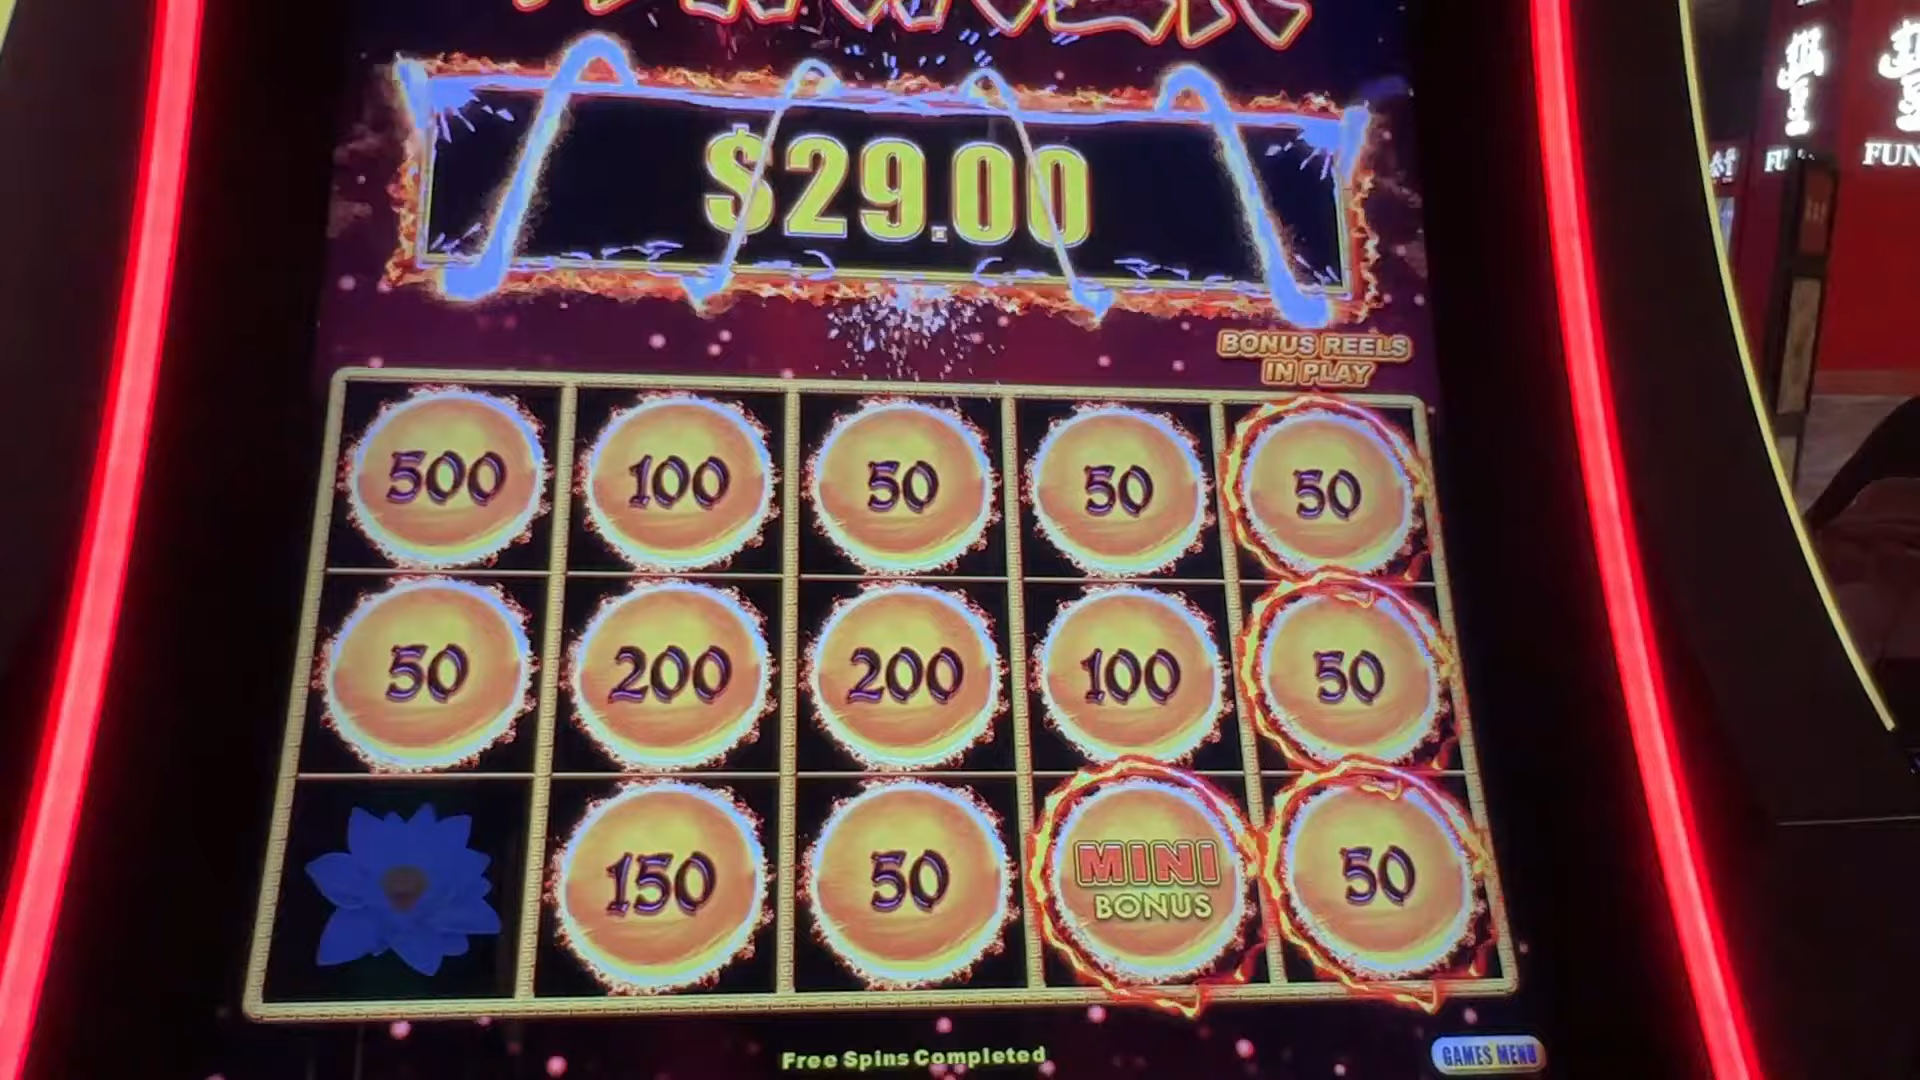 $29.00
BONUS REELS
IN PLAY
500 100 50 50 50
50 200 200 100 50
150 50 MINI BONUS 50
Free Spins Completed
GAMES MENU
FU
FUN